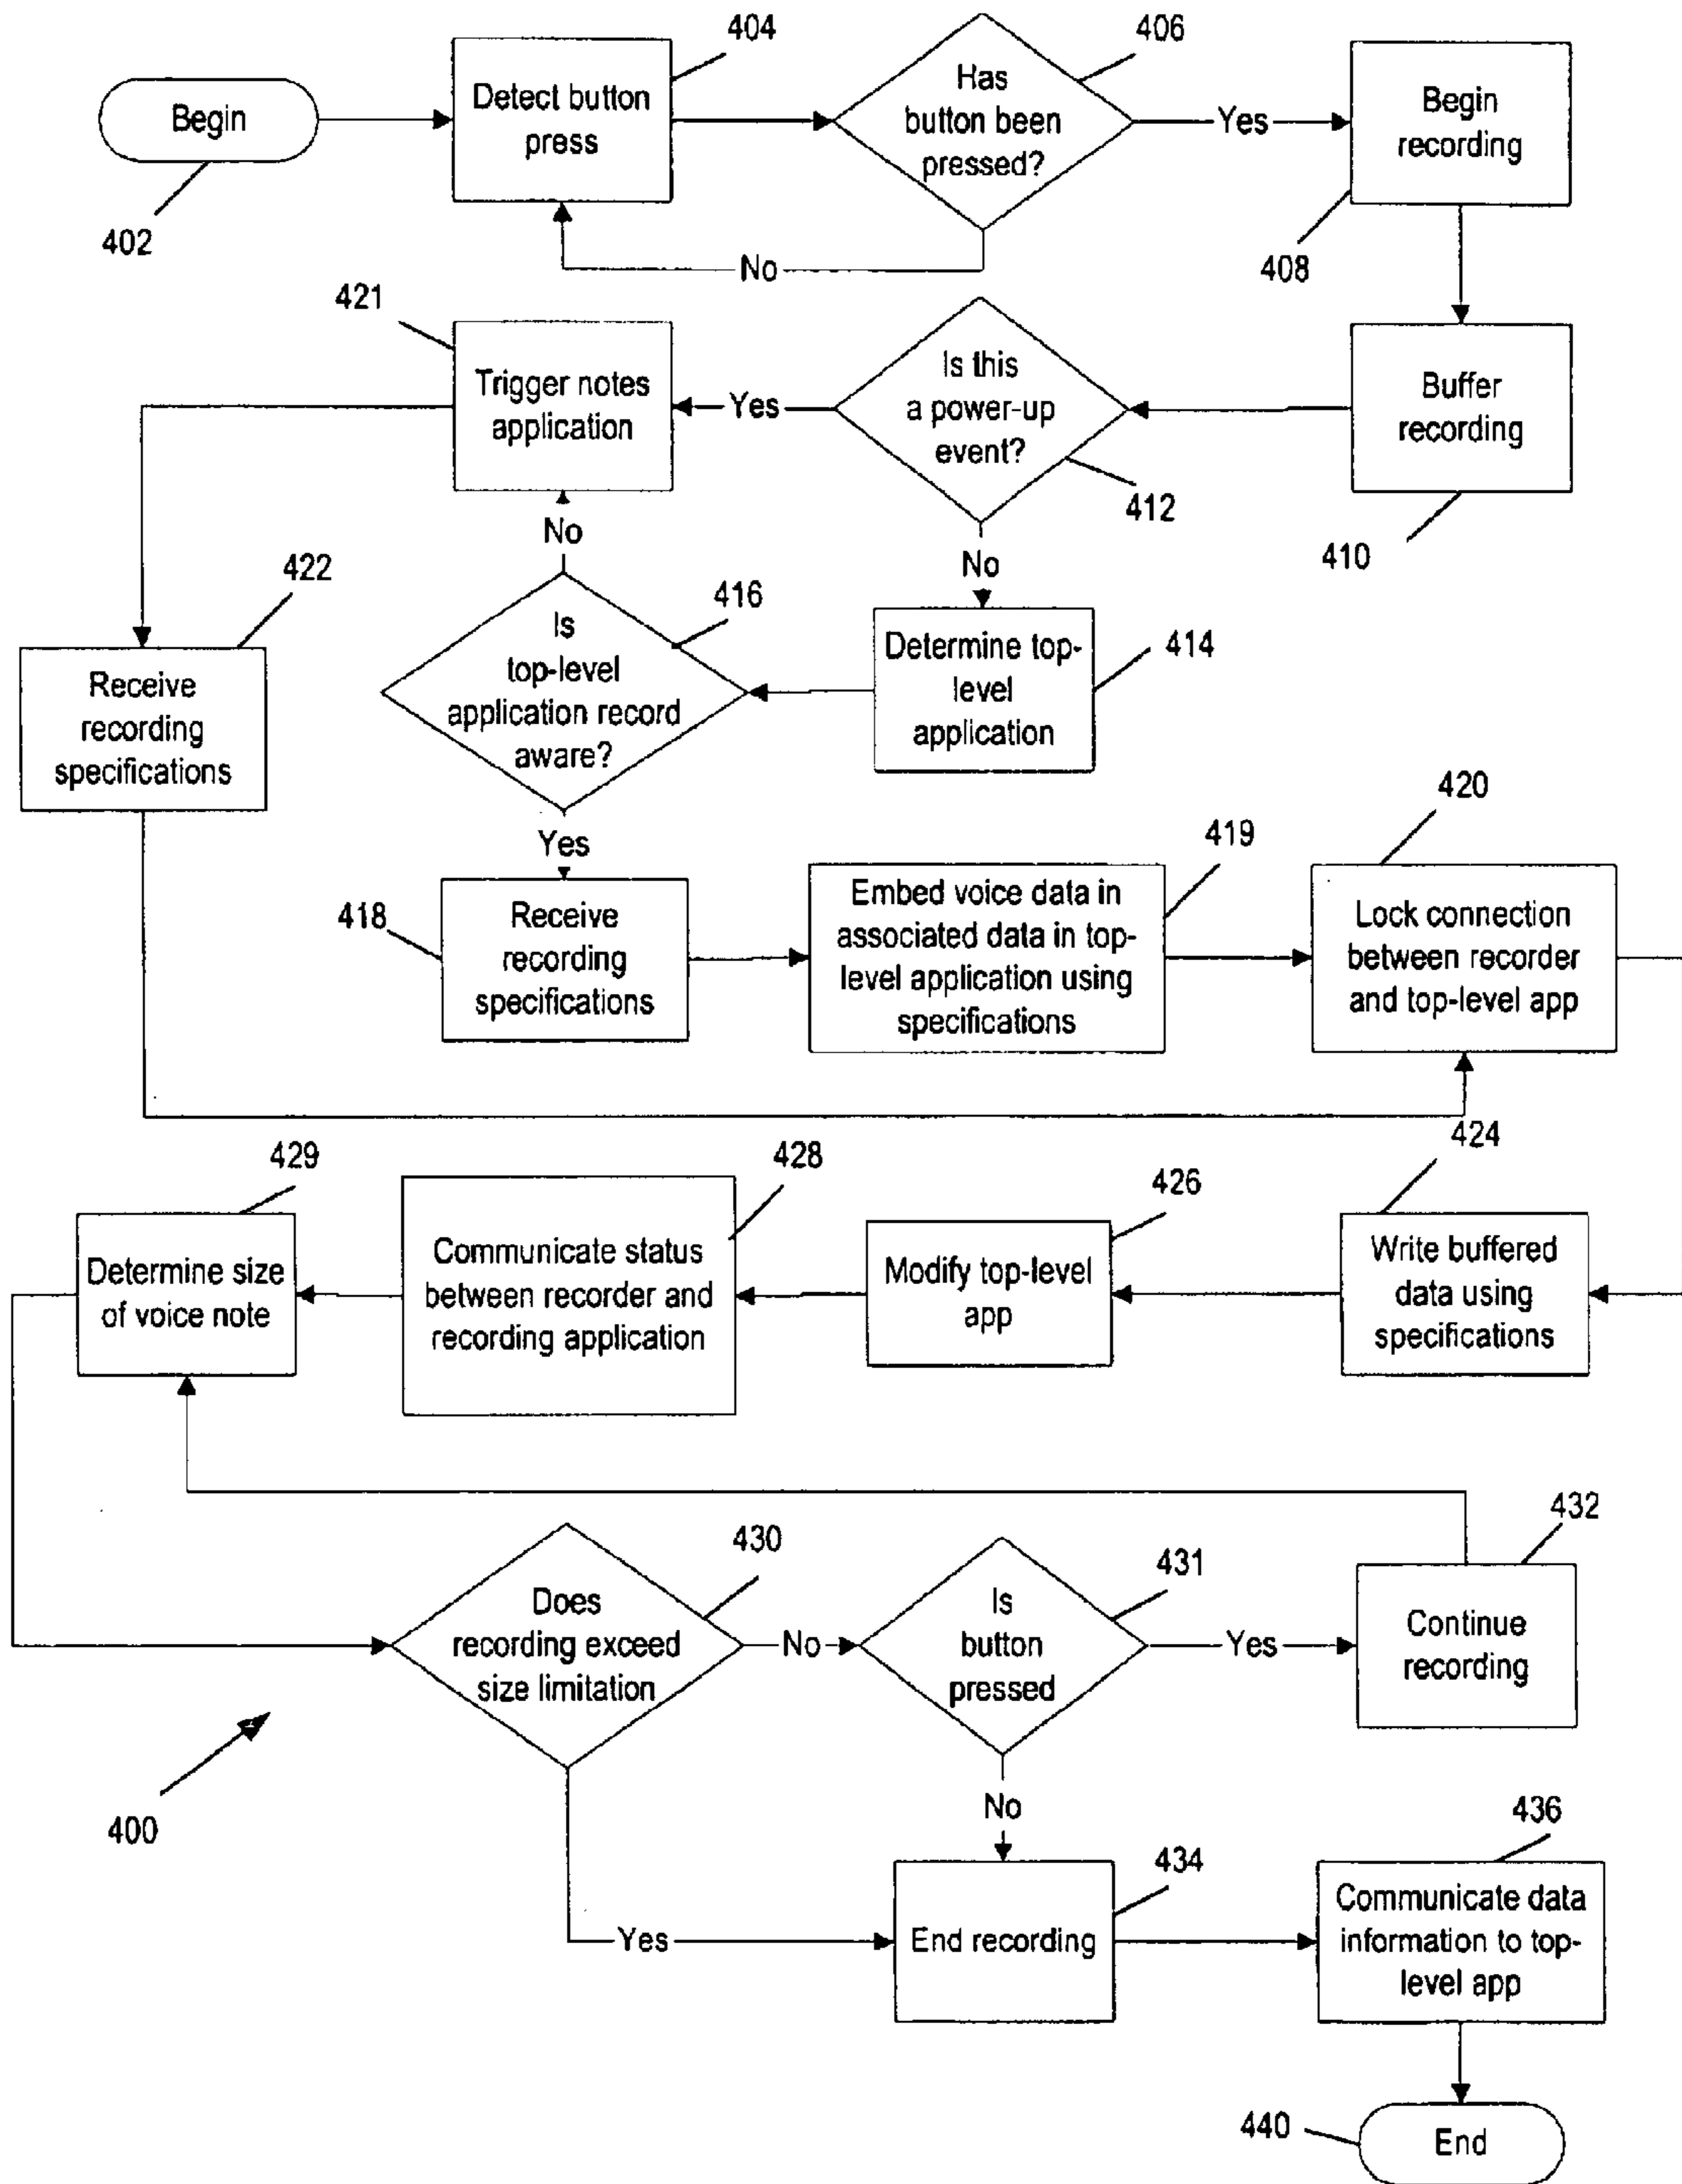 404
406
Begin
Detect button
press
Has
button been
pressed?
Yes
Begin
recording
402
No
408
421
Trigger notes
application
Yes
Is this
a power-up
event?
412
Buffer
recording
410
No
No
422
416
Is
top-level
application record
aware?
Determine top-
level
application
414
Receive
recording
specifications
Yes
420
419
418
Receive
recording
specifications
Embed voice data in
associated data in top-
level application using
specifications
Lock connection
between recorder
and top-level app
424
429
428
426
Determine size
of voice note
Communicate status
between recorder and
recording application
Modify top-level
app
Write buffered
data using
specifications
432
430
431
Does
recording exceed
size limitation
No
Is
button
pressed
Yes
Continue
recording
400
No
436
434
Yes
End recording
Communicate data
information to top-
level app
440
End